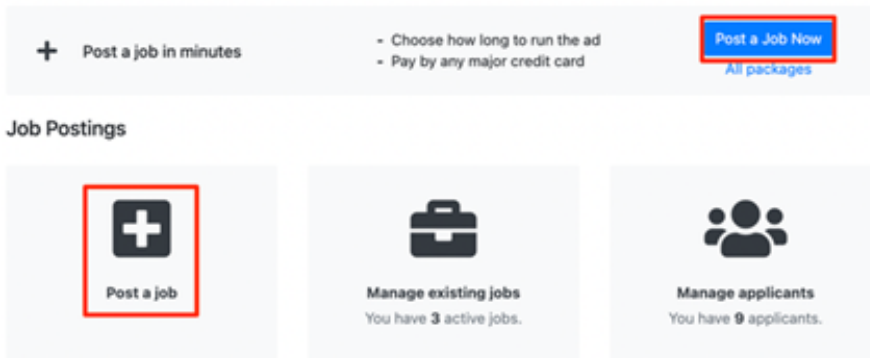 Post a job in minutes
- Choose how long to run the ad
- Pay by any major credit card
Post a Job Now
All packages
Job Postings
Post a job
Manage existing jobs
You have 3 active jobs.
Manage applicants
You have 9 applicants.